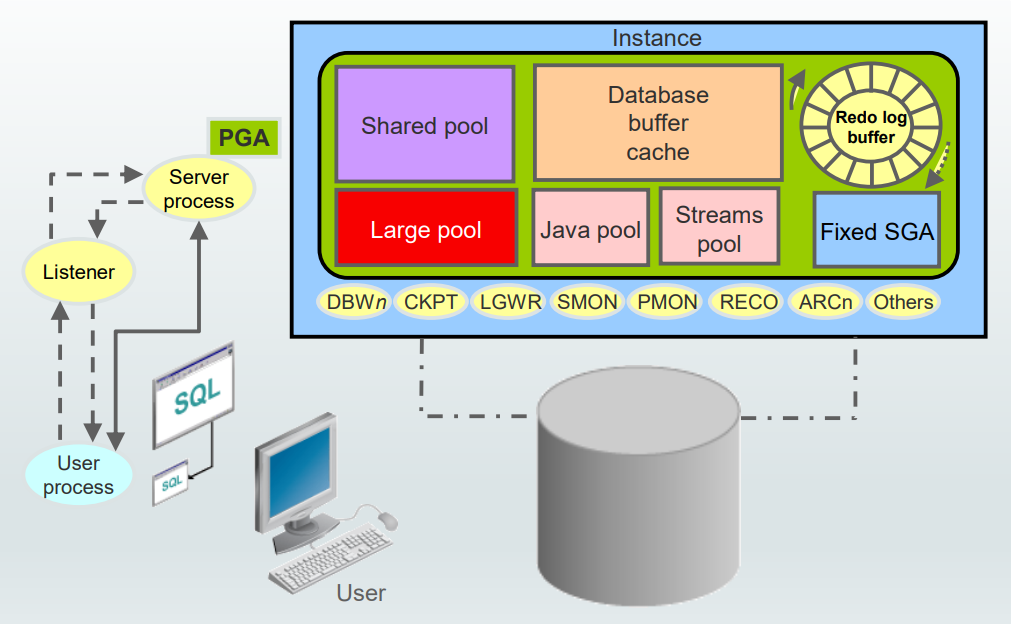 Instance
Shared pool
Database
buffer
cache
Redo log
buffer
PGA
Server
process
Large pool
Java pool
Streams
pool
Fixed SGA
Listener
DBWn
CKPT
LGWR
SMON
PMON
RECO
ARCn
Others
SQL
User
process
SQL
User